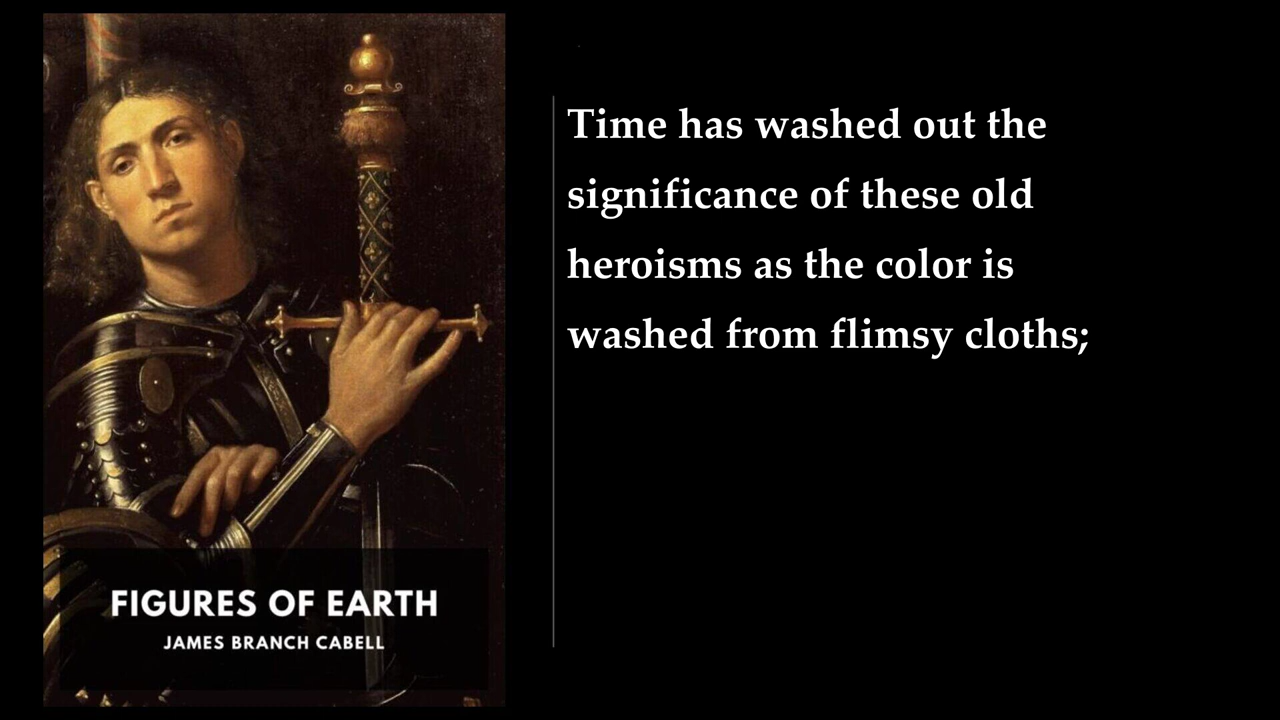 Time has washed out the
significance of these old
heroisms as the color is
washed from flimsy cloths;
FIGURES OF EARTH
JAMES BRANCH CABELL